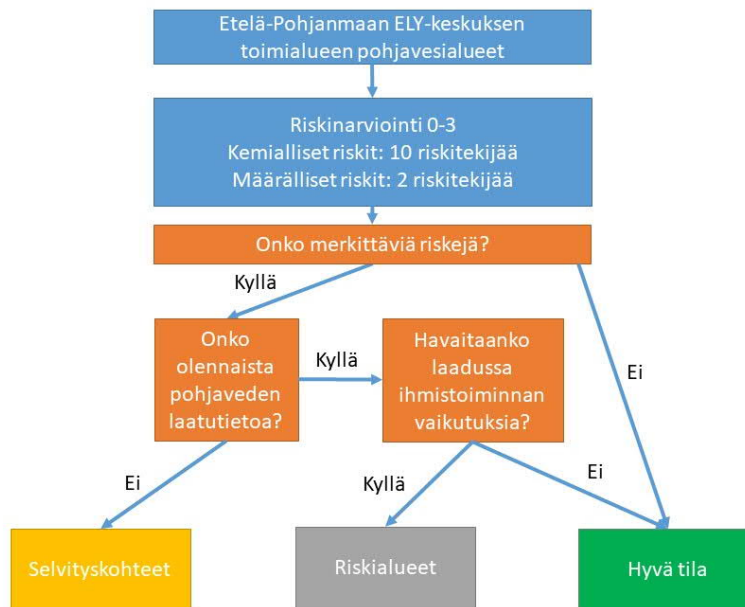 Etelä-Pohjanmaan ELY-keskuksen
toimialueen pohjavesialueet
Riskinarviointi 0-3
Kemialliset riskit: 10 riskitekijää
Määrälliset riskit: 2 riskitekijää
Onko merkittäviä riskejä?
Kyllä
Onko
olennaista
pohjaveden
laatutietoa?
Kyllä
Havaitaanko
laadussa
ihmistoiminnan
vaikutuksia?
Ei
Ei
Kyllä
Ei
Selvityskohteet
Riskialueet
Hyvä tila